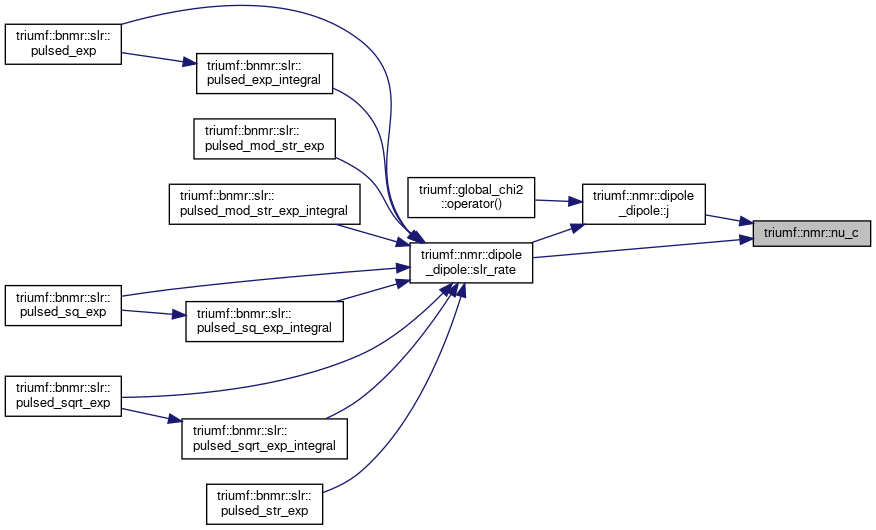 triumf::bnmr::slr::
pulsed_exp
triumf::bnmr::slr::
pulsed_exp_integral
triumf::bnmr::slr::
pulsed_mod_str_exp
triumf::bnmr::slr::
pulsed_mod_str_exp_integral
triumf::global_chi2
::operator()
triumf::nmr::dipole
_dipole::j
triumf::nmr::nu_c
triumf::nmr::dipole
_dipole::slr_rate
triumf::bnmr::slr::
pulsed_sq_exp
triumf::bnmr::slr::
pulsed_sq_exp_integral
triumf::bnmr::slr::
pulsed_sqrt_exp
triumf::bnmr::slr::
pulsed_sqrt_exp_integral
triumf::bnmr::slr::
pulsed_str_exp